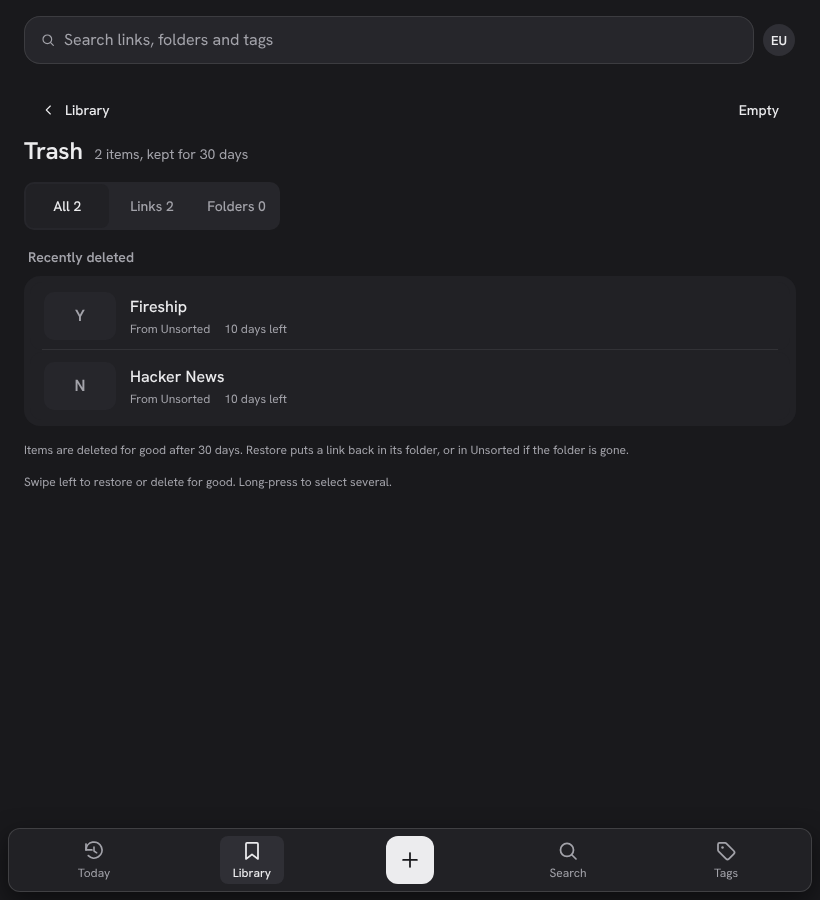 Search links, folders and tags
EU
Library
Empty
Trash 2 items, kept for 30 days
All 2 Links 2 Folders 0
Recently deleted
Y
Fireship
From Unsorted 10 days left
N
Hacker News
From Unsorted 10 days left
Items are deleted for good after 30 days. Restore puts a link back in its folder, or in Unsorted if the folder is gone.
Swipe left to restore or delete for good. Long-press to select several.
Today Library Search Tags